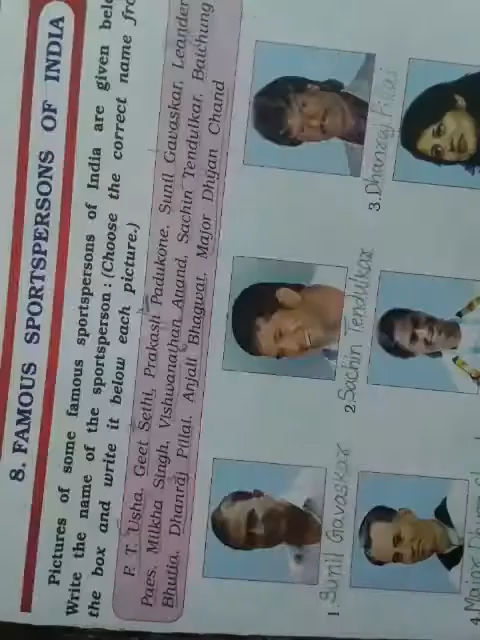 8. FAMOUS SPORTSPERSONS OF INDIA
Pictures of some famous sportspersons of India are given
Write the name of the sportsperson : (Choose the correct name
the box and write it below each picture.)
P. T. Usha, Geet Sethi, Prakash Padukone, Sunil Gavaskar, Leander
Paes, Milkha Singh, Vishwanathan Anand, Sachin Tendulkar, Baichung
Bhutia, Dhanraj Pillai, Anjali Bhagwat, Major Dhyan Chand
1. Sunil Gavaskar
2. Sachin Tendulkar
3. Dhanraj Pillai
4. Major